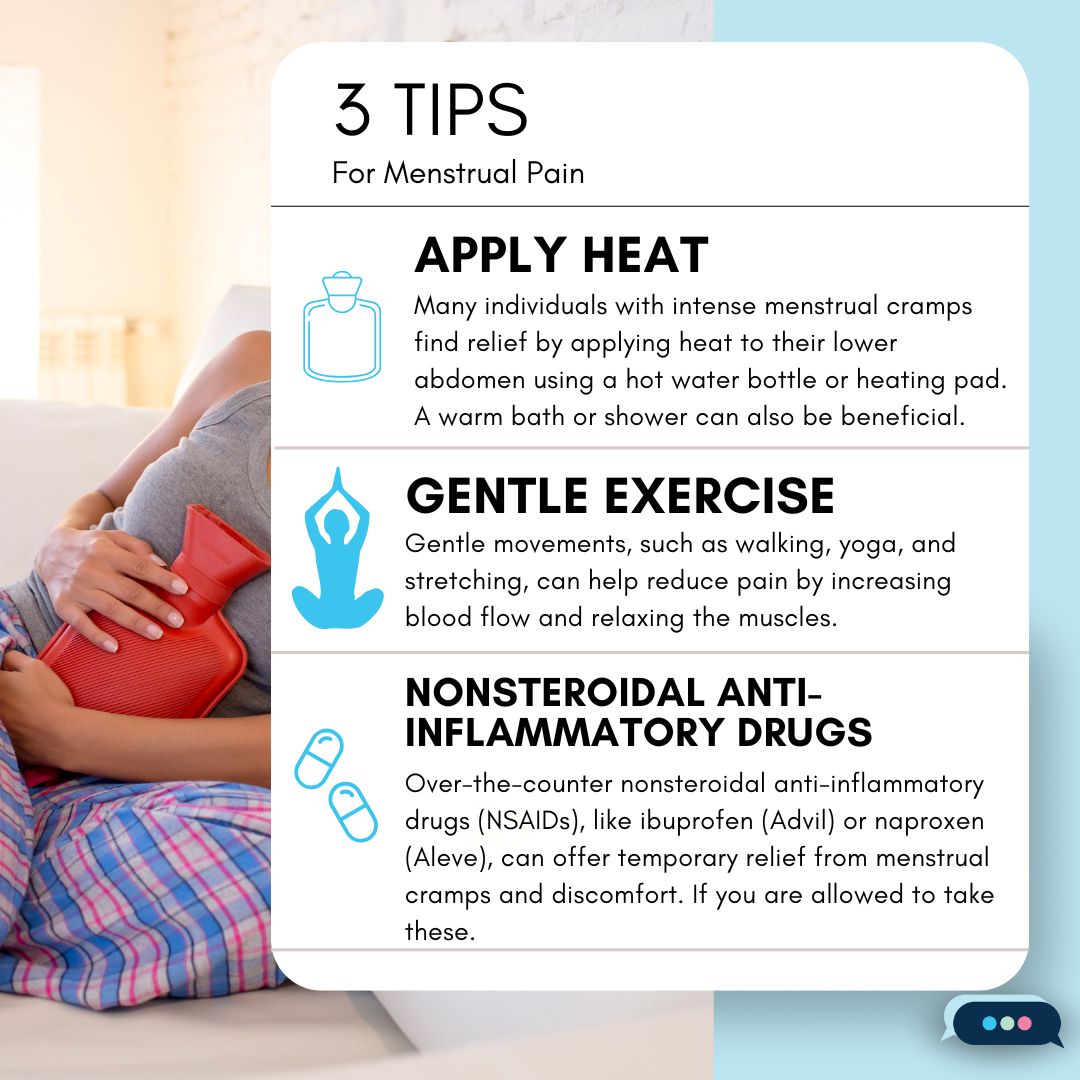 3 TIPS
For Menstrual Pain
APPLY HEAT
Many individuals with intense menstrual cramps
find relief by applying heat to their lower
abdomen using a hot water bottle or heating pad.
A warm bath or shower can also be beneficial.
GENTLE EXERCISE
Gentle movements, such as walking, yoga, and
stretching, can help reduce pain by increasing
blood flow and relaxing the muscles.
NONSTEROIDAL ANTI-
INFLAMMATORY DRUGS
Over-the-counter nonsteroidal anti-inflammatory
drugs (NSAIDs), like ibuprofen (Advil) or naproxen
(Aleve), can offer temporary relief from menstrual
cramps and discomfort. If you are allowed to take
these.